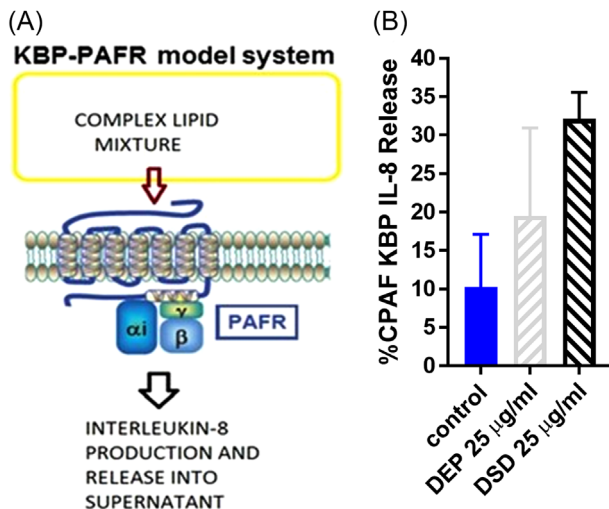 (A)
KBP-PAFR model system
COMPLEX LIPID
MIXTURE
αi
γ
β
PAFR
INTERLEUKIN-8
PRODUCTION AND
RELEASE INTO
SUPERNATANT
(B)
%CPAF KBP IL-8 Release
40
35
30
25
20
15
10
5
0
control
DEP 25 μg/ml
DSD 25 μg/ml